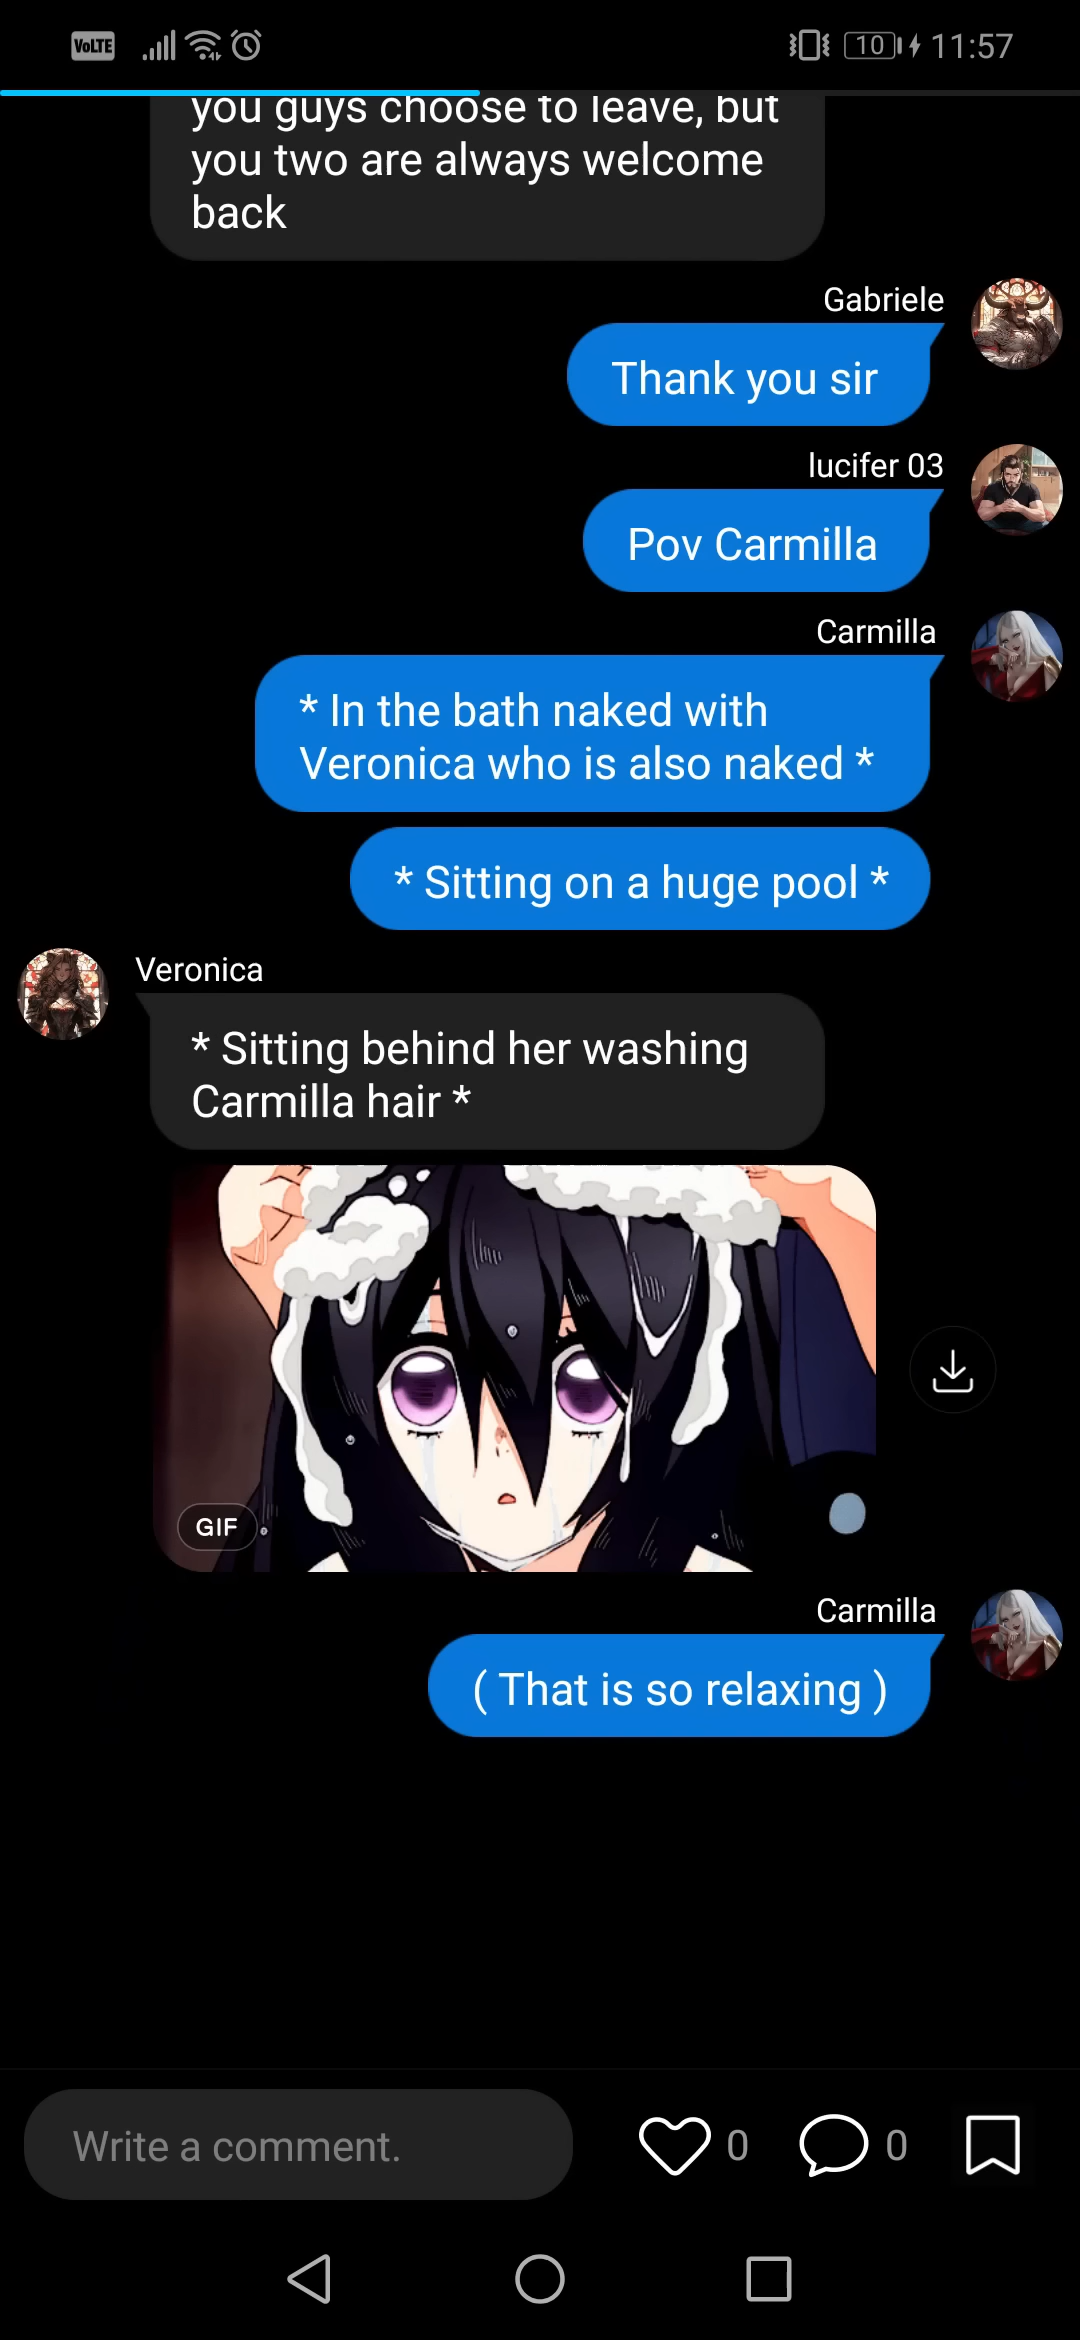 VoLTE 10 11:57
you guys choose to leave, but
you two are always welcome
back
Gabriele
Thank you sir
lucifer 03
Pov Carmilla
Carmilla
* In the bath naked with
Veronica who is also naked *
* Sitting on a huge pool *
Veronica
* Sitting behind her washing
Carmilla hair *
GIF
Carmilla
( That is so relaxing )
Write a comment.
0
0